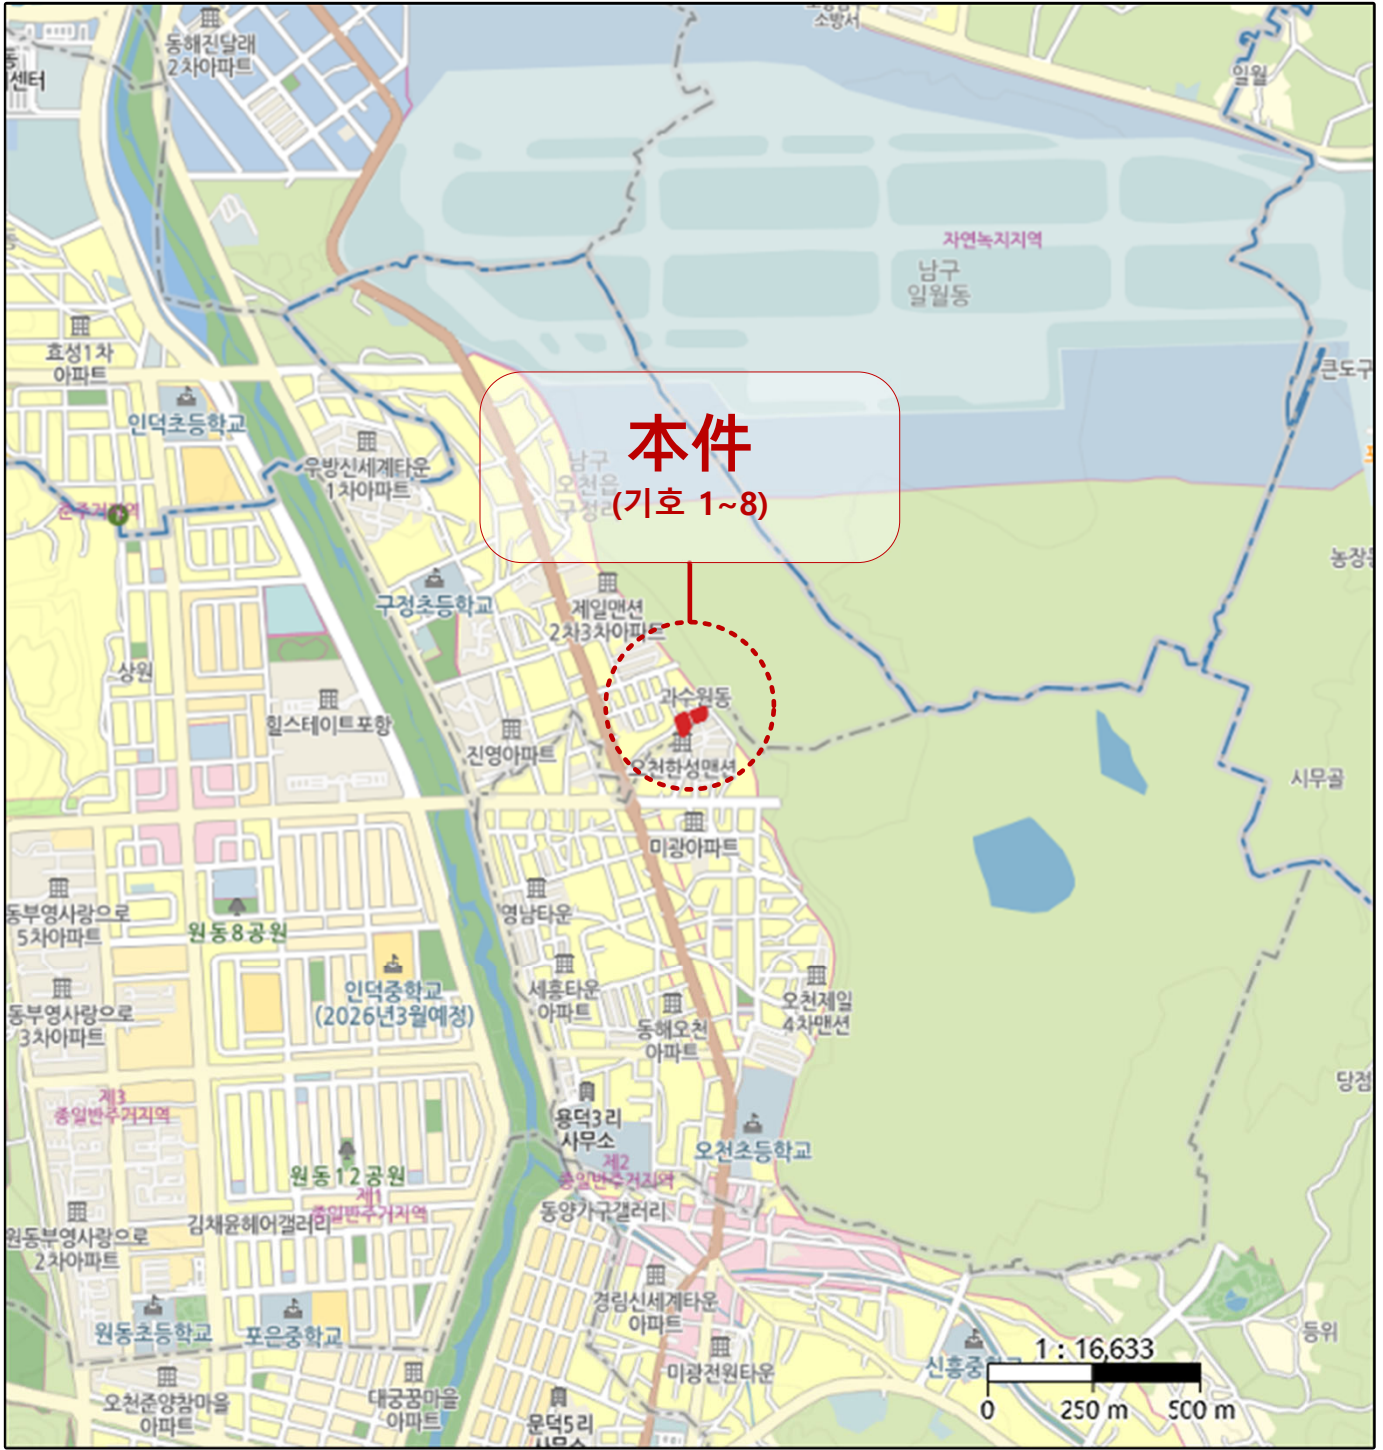 소방서
동해진달래
2차아파트
센터
일월
자연녹지지역
남구
일월동
효성1차
아파트
큰도구
인덕초등학교
本件
(기호 1~8)
남구
오천읍
구정리
우방신세계타운
1차아파트
준주거지역
농장
구정초등학교
제일맨션
2차3차아파트
상원
과수원동
힐스테이트포항
진영아파트
오천한성맨션
시무골
미광아파트
동부영사랑으로
5차아파트
영남타운
원동8공원
인덕중학교
(2026년3월예정)
세흥타운
아파트
오천제일
4차맨션
동부영사랑으로
3차아파트
동해오천
아파트
당점
제3
종일반주거지역
용덕3리
사무소
오천초등학교
원동12공원
제2
종일반주거지역
제1
종일반주거지역
김채윤헤어갤러리
동양가구갤러리
원동부영사랑으로
2차아파트
경림신세계타운
아파트
등위
원동초등학교
포은중학교
1 : 16,633
신흥중학교
미광전원타운
오천준양참마을
아파트
대궁꿈마을
아파트
0
250 m
500 m
문덕5리
사무소